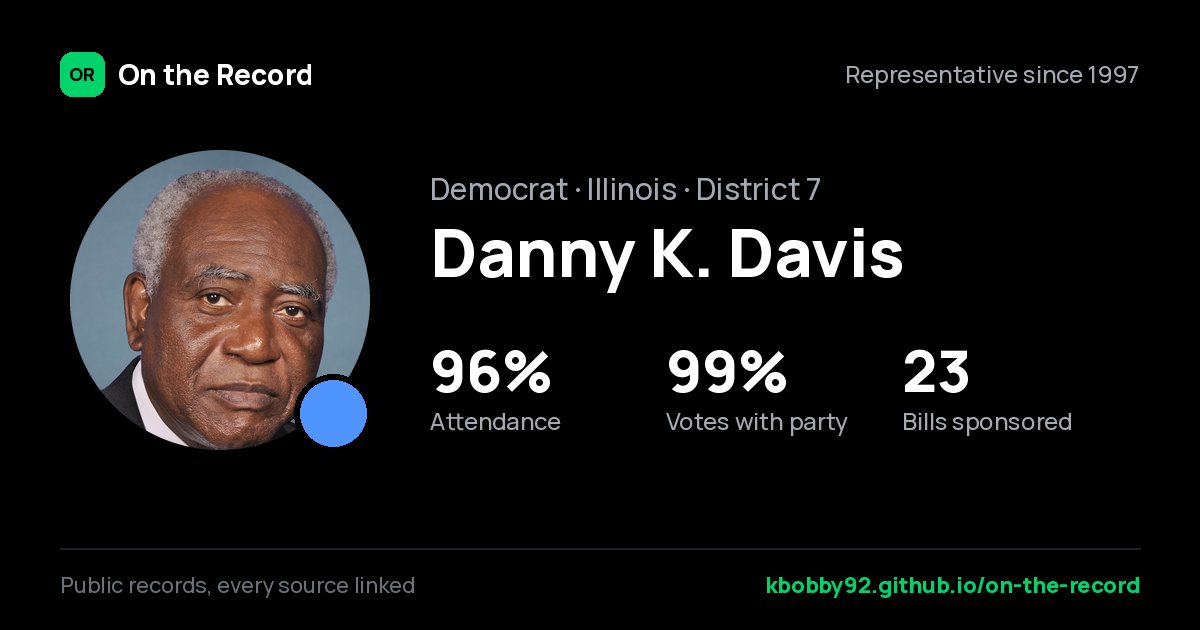 OR
On the Record
Representative since 1997
Democrat · Illinois · District 7
Danny K. Davis
96%
99%
23
Attendance
Votes with party
Bills sponsored
Public records, every source linked
kbobby92.github.io/on-the-record